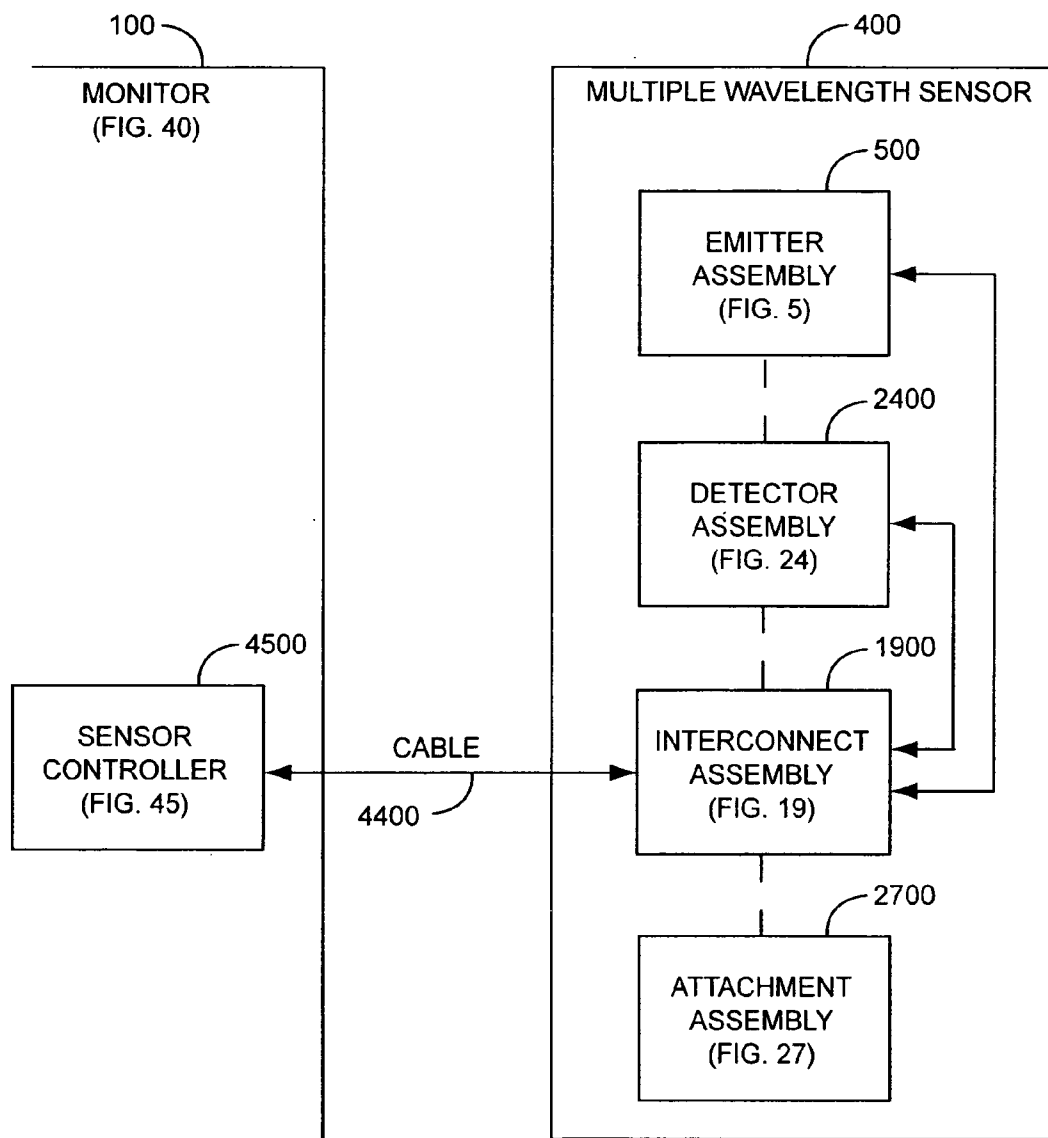 100
MONITOR
(FIG. 40)
400
MULTIPLE WAVELENGTH SENSOR
500
EMITTER
ASSEMBLY
(FIG. 5)
2400
DETECTOR
ASSEMBLY
(FIG. 24)
4500
SENSOR
CONTROLLER
(FIG. 45)
CABLE
4400
1900
INTERCONNECT
ASSEMBLY
(FIG. 19)
2700
ATTACHMENT
ASSEMBLY
(FIG. 27)